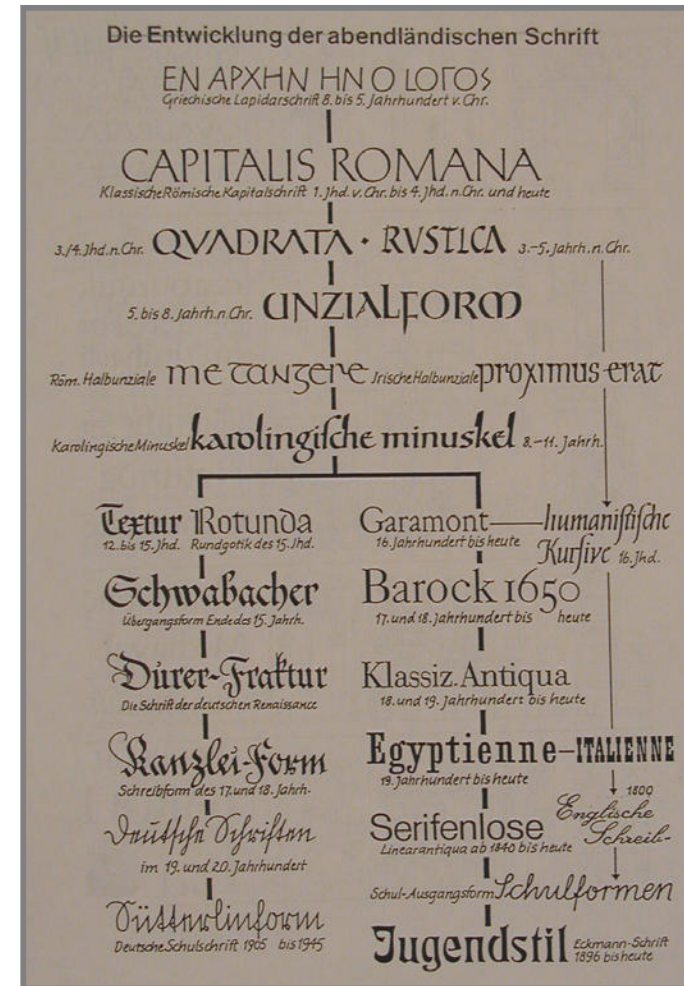 Die Entwicklung der abendländischen Schrift
EN APXHN HN O LOГOS
Griechische Lapidarschrift 8. bis 5. Jahrhundert v. Chr.
CAPITALIS ROMANA
Klassische Römische Kapitalschrift 1. Jhd. v. Chr. bis 4. Jhd. n. Chr. und heute
3./4. Jhd. n. Chr. QVADRATA · RVSTICA 3.–5. Jahrh. n. Chr.
5. bis 8. Jahrh. n. Chr. UNZIALFORM
Röm. Halbunziale me tangere Irische Halbunziale proximus erat
Karolingische Minuskel karolingiſche minuskel 8.–11. Jahrh.
Textur Rotunda
12. bis 15. Jhd. Rundgotik des 15. Jhd.
Schwabacher
Übergangsform Ende des 15. Jahrh.
Dürer-Fraktur
Die Schrift der deutschen Renaissance
Kanzlei-Form
Schreibform des 17. und 18. Jahrh.
Deutſche Schriften
im 19. und 20. Jahrhundert
Sütterlinform
Deutsche Schulschrift 1905 bis 1945
Garamont
16. Jahrhundert bis heute
humaniſtiſche
Kurſive 16. Jhd.
Barock 1650
17. und 18. Jahrhundert bis heute
Klassiz. Antiqua
18. und 19. Jahrhundert bis heute
Egyptienne–ITALIENNE
19. Jahrhundert bis heute
1800
Englische
Schreib-
Serifenlose
Linearantiqua ab 1840 bis heute
Schul-Ausgangsform Schulformen
Jugendstil Eckmann-Schrift
1896 bis heute